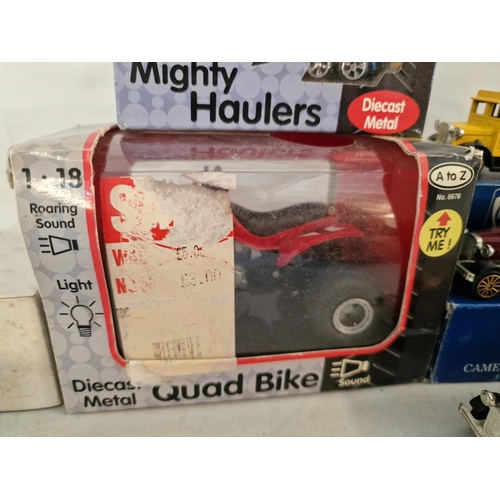 Mighty
Haulers
Diecast
Metal
1:18
Roaring
Sound
Light
A to Z
No. 6676
TRY
ME!
£3.00
Diecast
Metal
Quad Bike
Sound